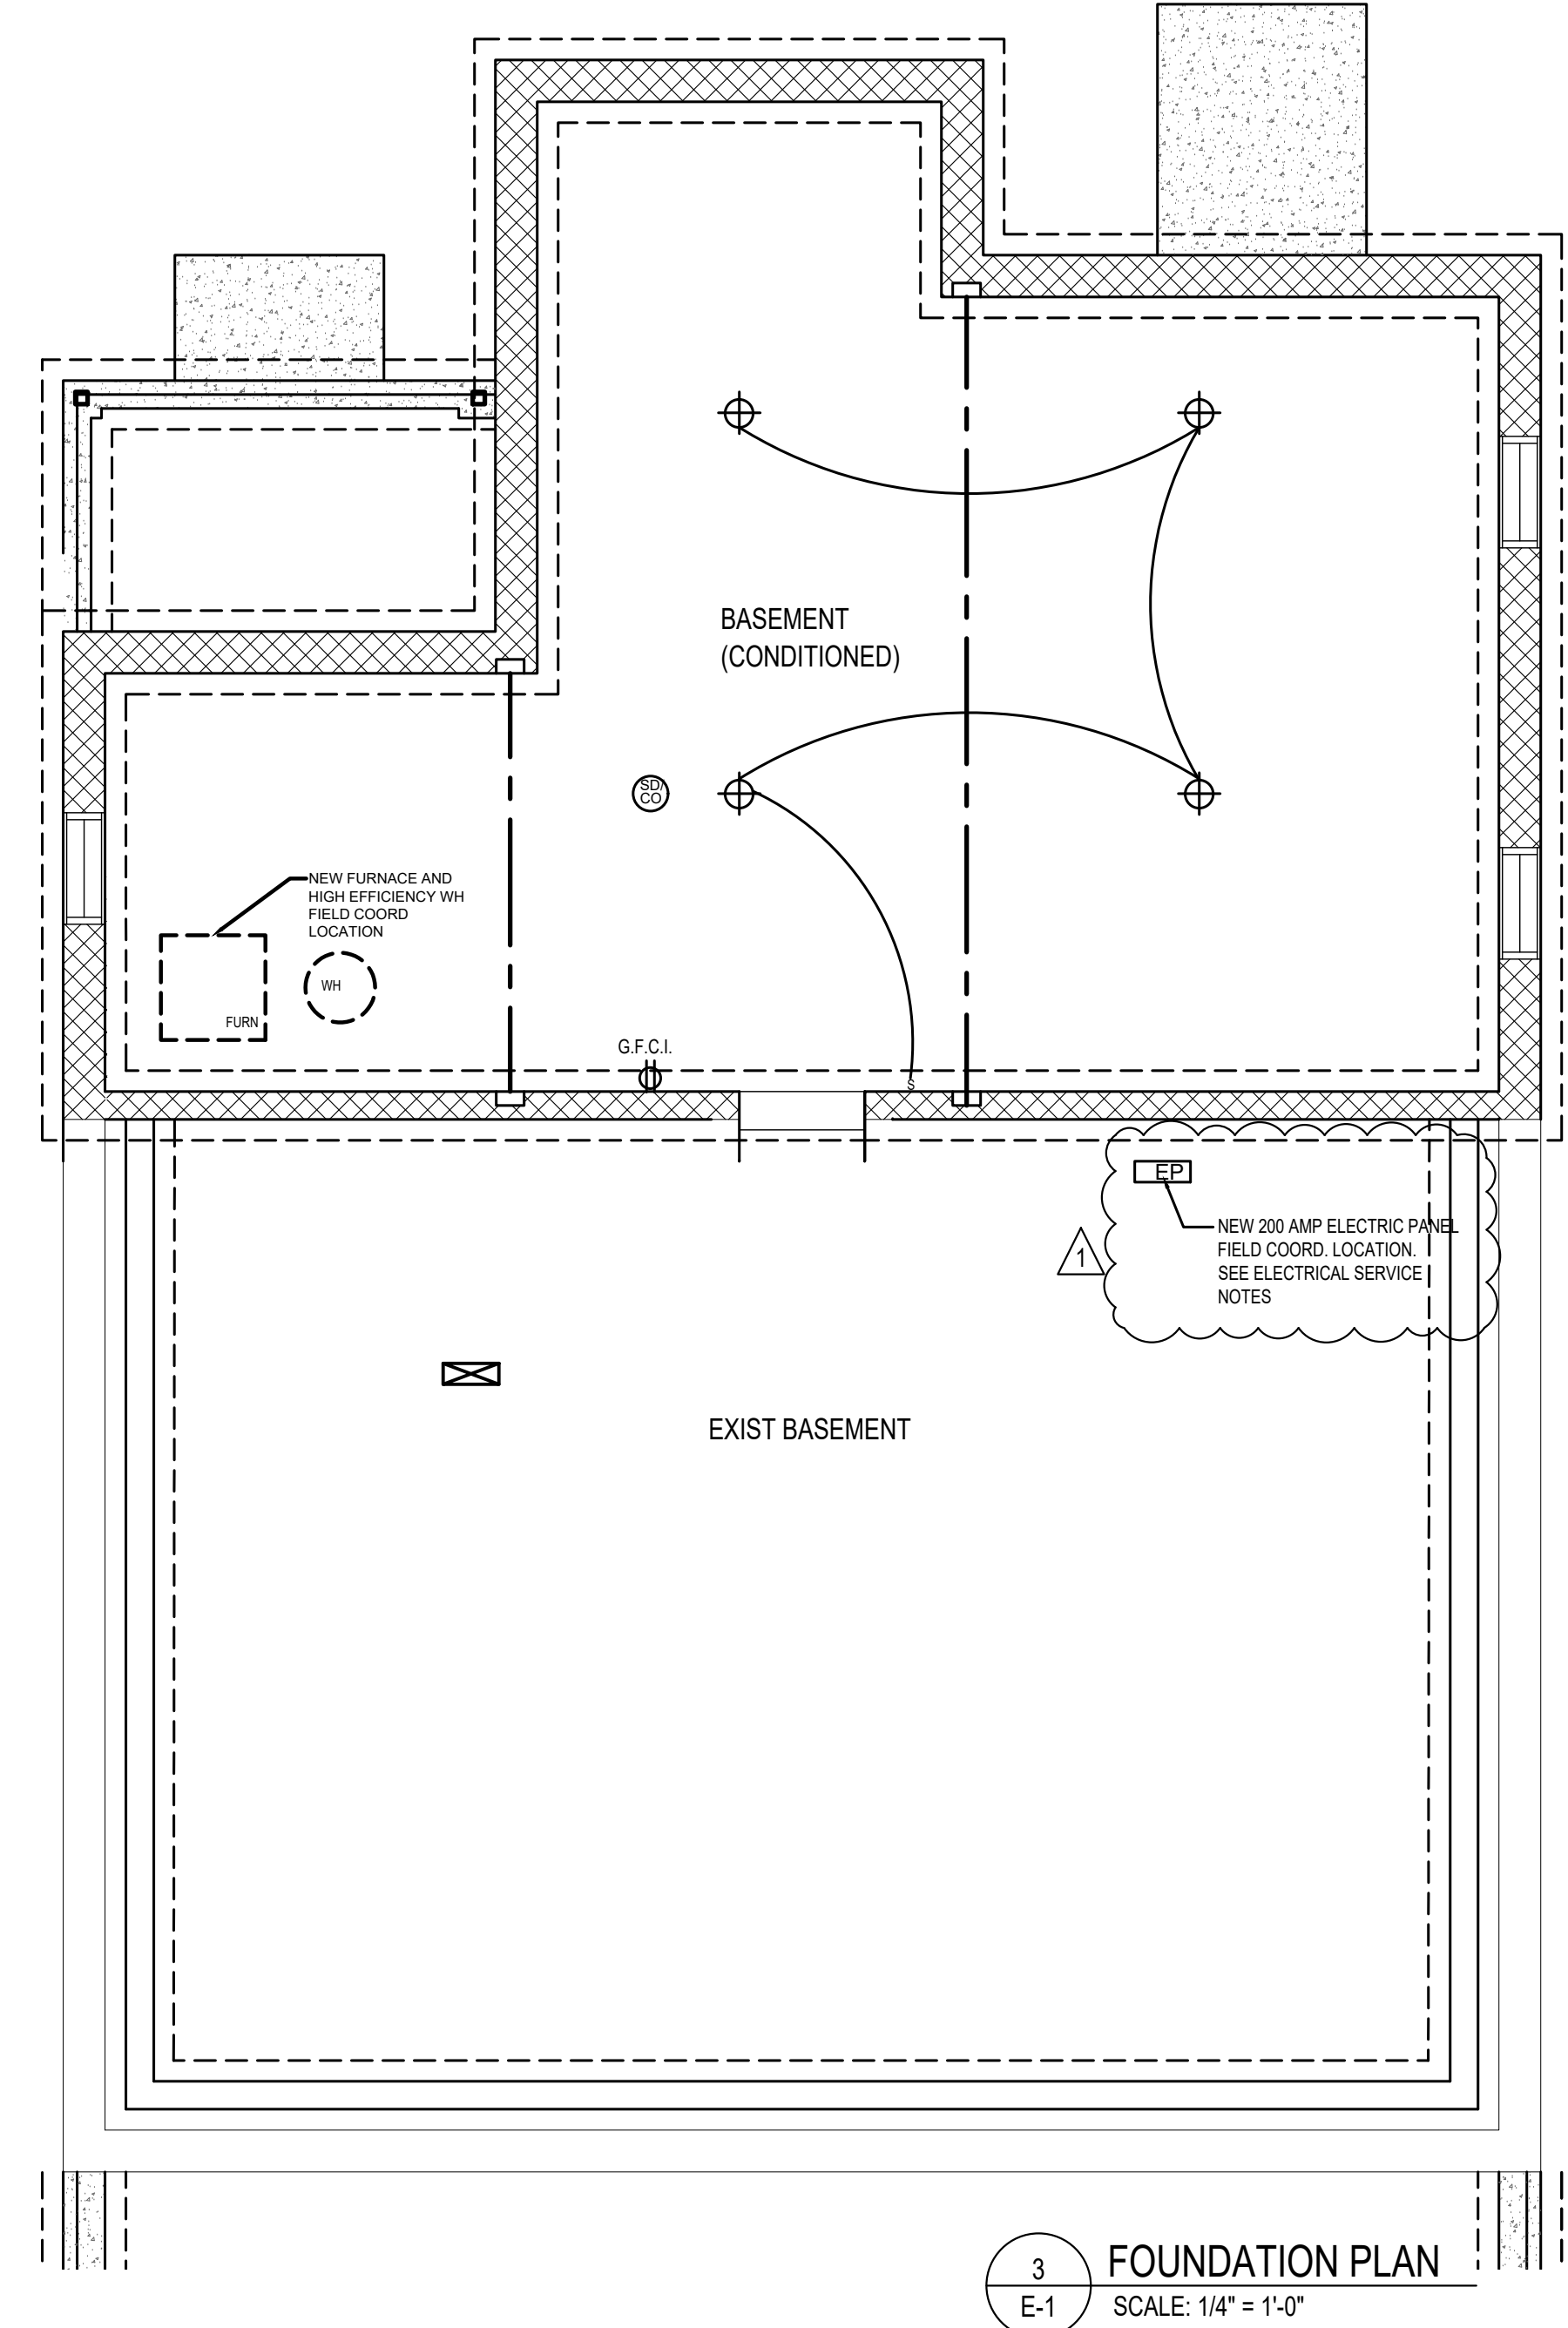 BASEMENT
(CONDITIONED)
SD/
CO
NEW FURNACE AND
HIGH EFFICIENCY WH
FIELD COORD
LOCATION
WH
FURN
G.F.C.I.
S
EP
NEW 200 AMP ELECTRIC PANEL
FIELD COORD. LOCATION.
SEE ELECTRICAL SERVICE
NOTES
1
EXIST BASEMENT
3
E-1
FOUNDATION PLAN
SCALE: 1/4" = 1'-0"